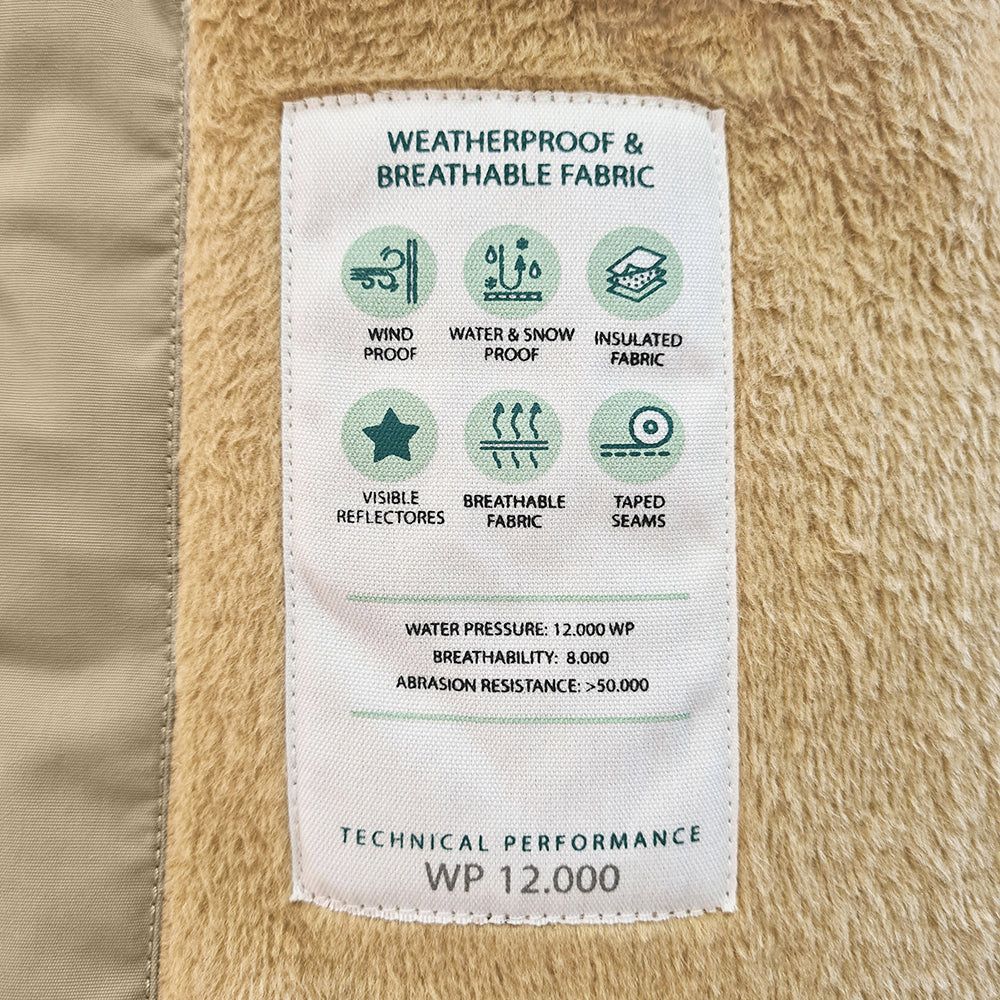 WEATHERPROOF &
BREATHABLE FABRIC
WIND
PROOF
WATER & SNOW
PROOF
INSULATED
FABRIC
VISIBLE
REFLECTORES
BREATHABLE
FABRIC
TAPED
SEAMS
WATER PRESSURE: 12.000 WP
BREATHABILITY: 8.000
ABRASION RESISTANCE: >50.000
TECHNICAL PERFORMANCE
WP 12.000